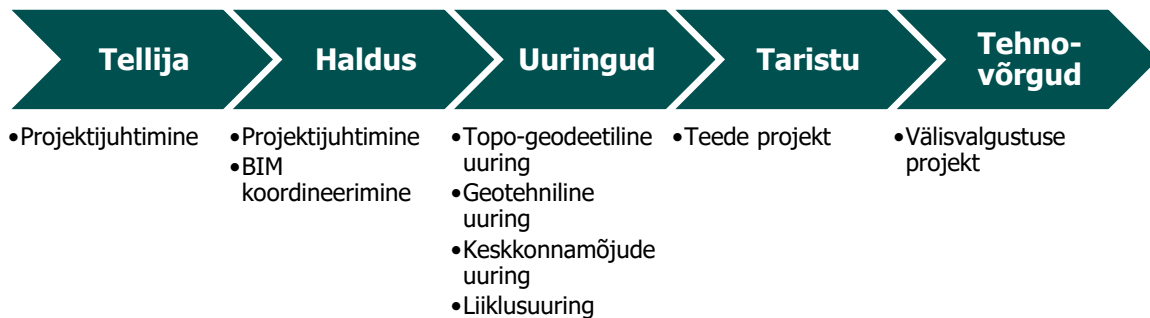 Tellija
Haldus
Uuringud
Taristu
Tehno-
võrgud
•Projektijuhtimine
•Projektijuhtimine
•BIM
koordineerimine
•Topo-geodeetiline
uuring
•Geotehniline
uuring
•Keskkonnamõjude
uuring
•Liiklusuuring
•Teede projekt
•Välisvalgustuse
projekt